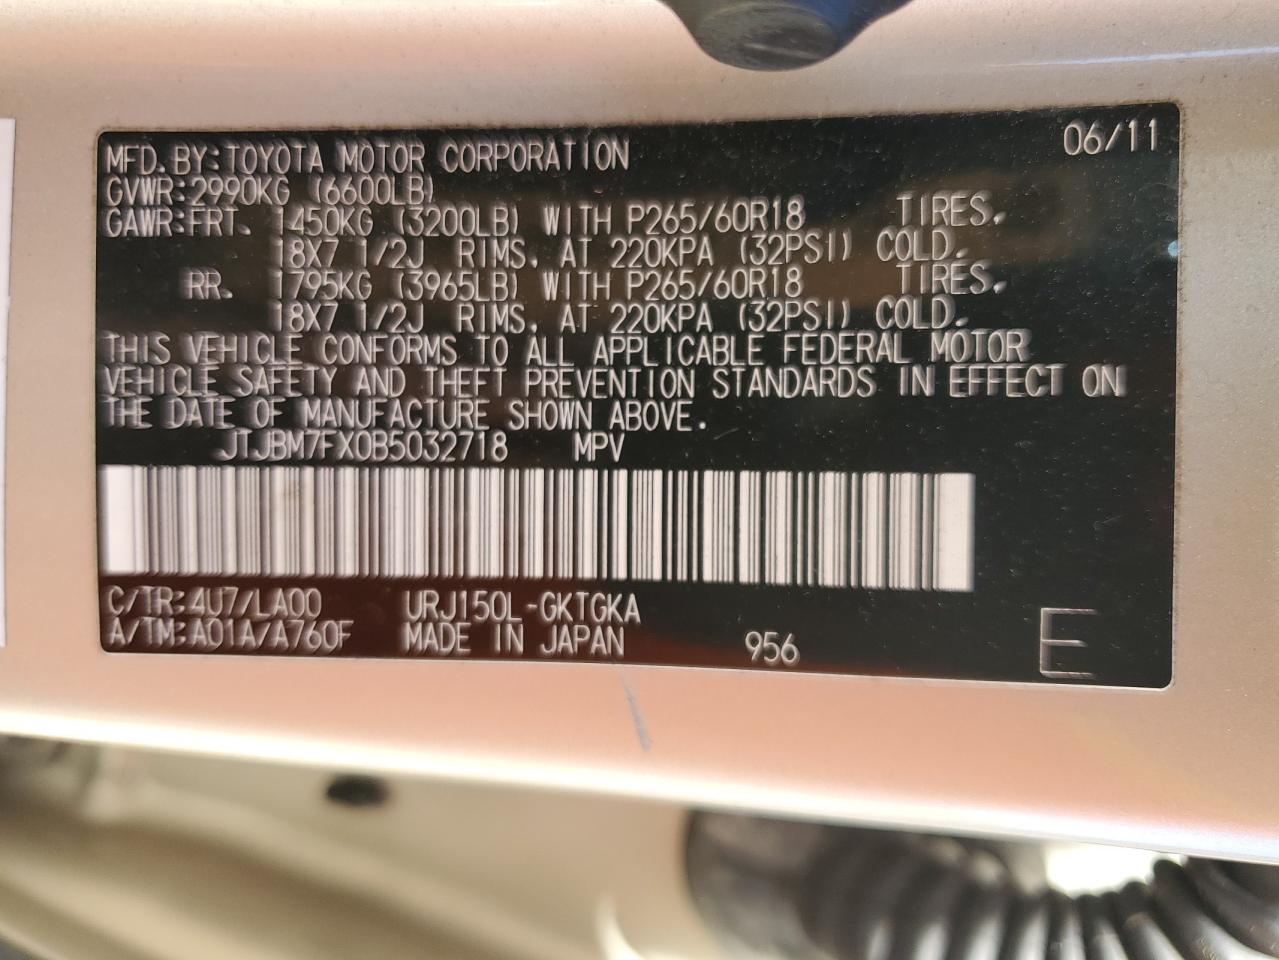 MFD.BY:TOYOTA MOTOR CORPORATION 06/11
GVWR:2990KG (6600LB)
GAWR:FRT. 1450KG (3200LB) WITH P265/60R18 TIRES,
18X7 1/2J RIMS, AT 220KPA (32PSI) COLD.
RR. 1795KG (3965LB) WITH P265/60R18 TIRES,
18X7 1/2J RIMS, AT 220KPA (32PSI) COLD.
THIS VEHICLE CONFORMS TO ALL APPLICABLE FEDERAL MOTOR
VEHICLE SAFETY AND THEFT PREVENTION STANDARDS IN EFFECT ON
THE DATE OF MANUFACTURE SHOWN ABOVE.
JTJBM7FX0B5032718 MPV
C/TR:4U7/LA00 URJ150L-GKTGKA
A/TM:A01A/A760F MADE IN JAPAN 956 E